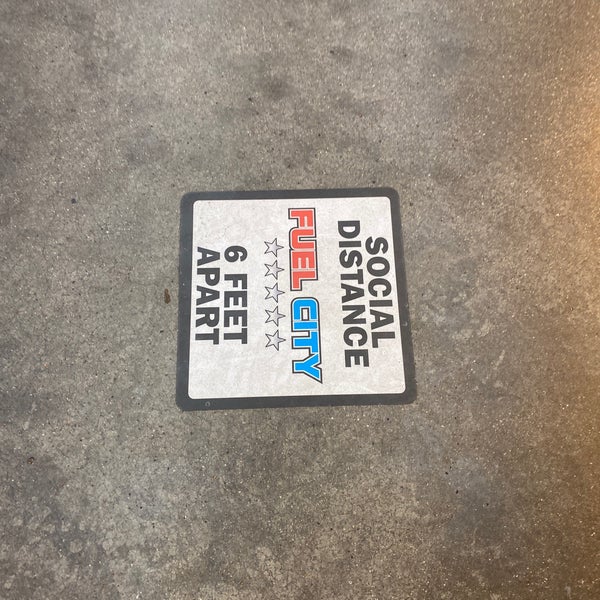 SOCIAL
DISTANCE
FUEL CITY
6 FEET
APART